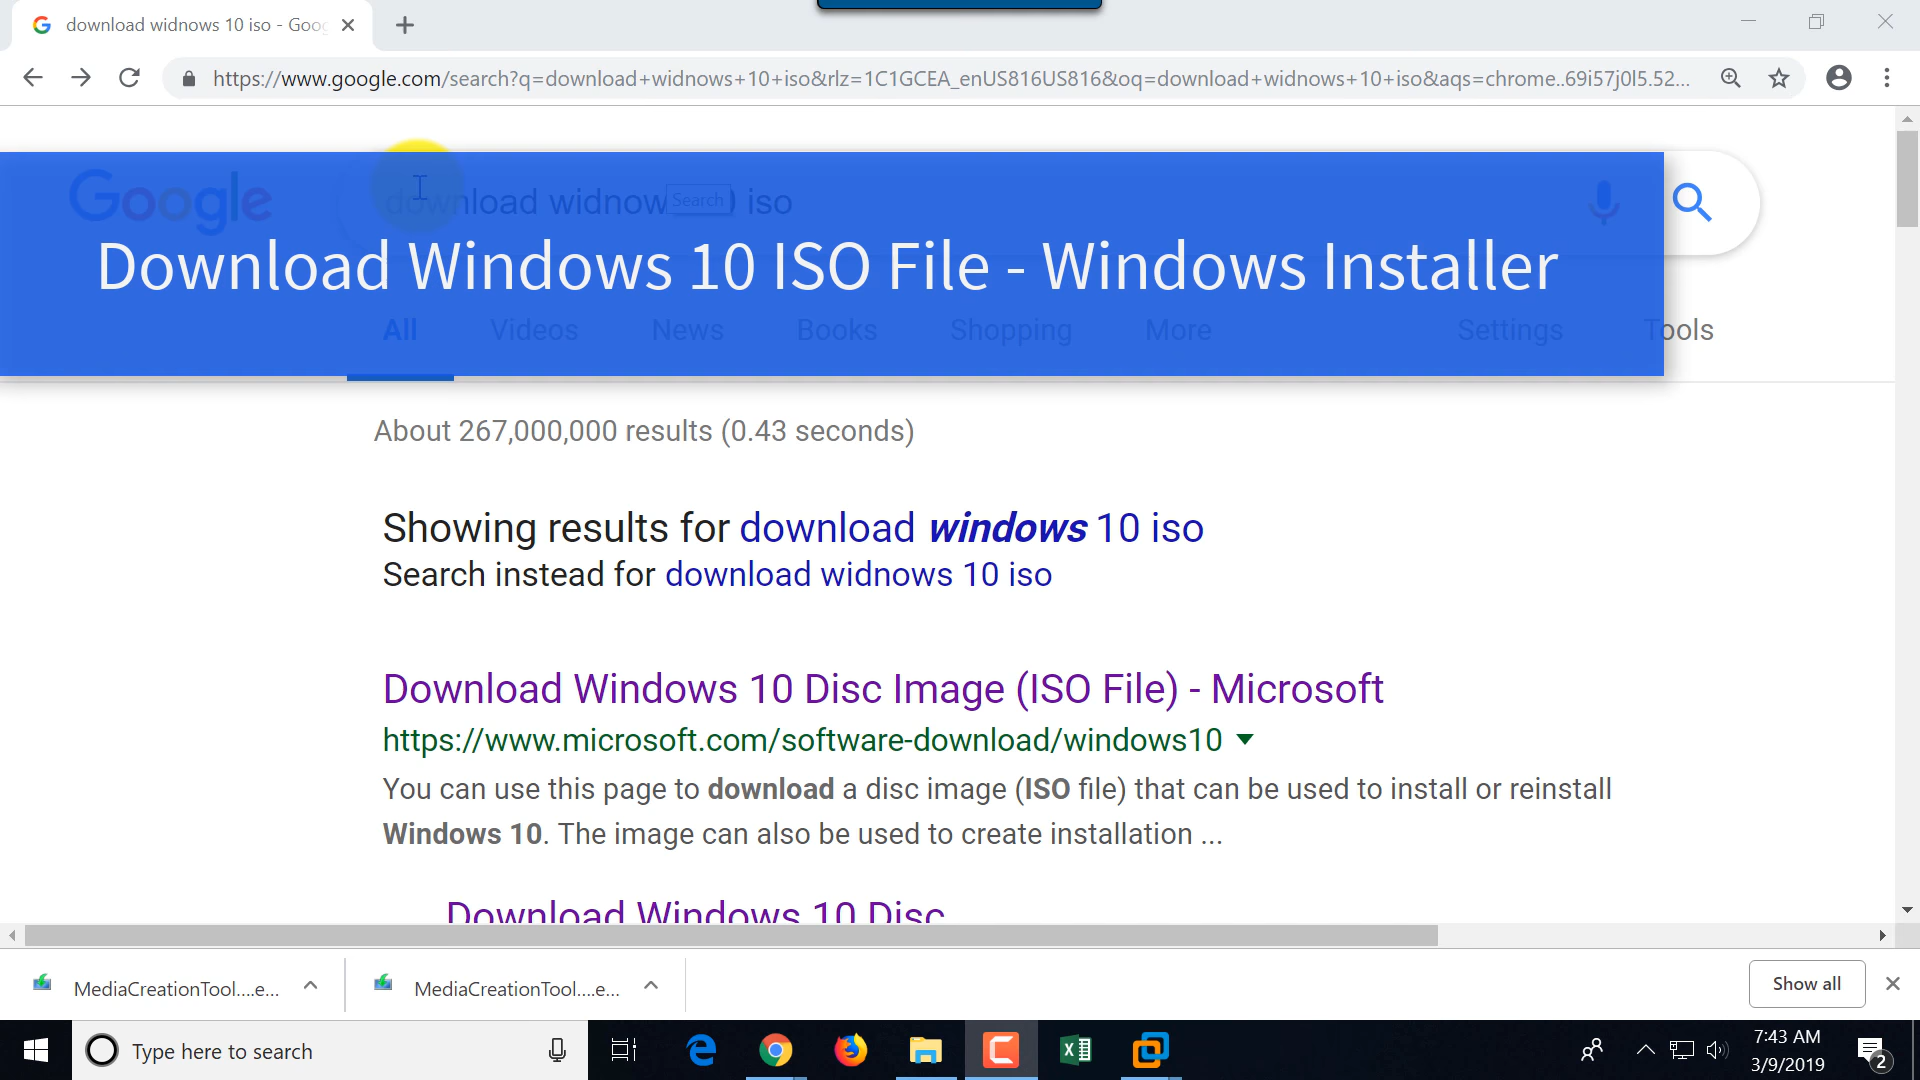 download widnows 10 iso - Goog
https://www.google.com/search?q=download+widnows+10+iso&rlz=1C1GCEA_enUS816US816&oq=download+widnows+10+iso&aqs=chrome..69i57j0l5.52...
Google
download widnow Search iso
Download Windows 10 ISO File - Windows Installer
All Videos News Books Shopping More Settings Tools
About 267,000,000 results (0.43 seconds)
Showing results for download windows 10 iso
Search instead for download widnows 10 iso
Download Windows 10 Disc Image (ISO File) - Microsoft
https://www.microsoft.com/software-download/windows10
You can use this page to download a disc image (ISO file) that can be used to install or reinstall
Windows 10. The image can also be used to create installation ...
Download Windows 10 Disc
MediaCreationTool....e... MediaCreationTool....e... Show all
Type here to search
7:43 AM
3/9/2019
2